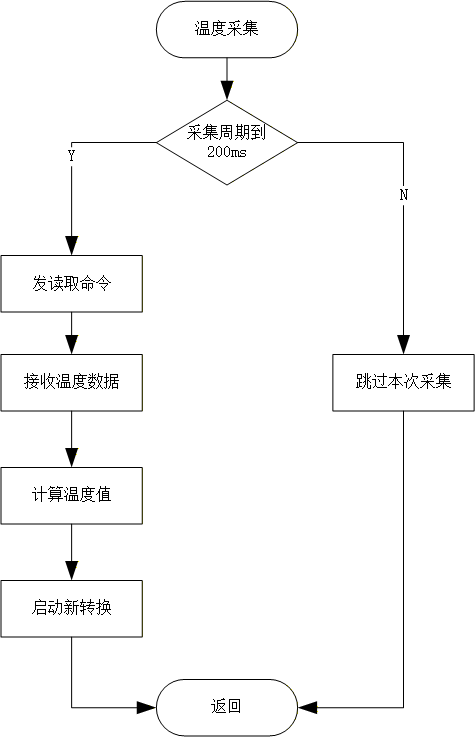 温度采集
采集周期到
200ms
Y
N
发读取命令
接收温度数据
跳过本次采集
计算温度值
启动新转换
返回